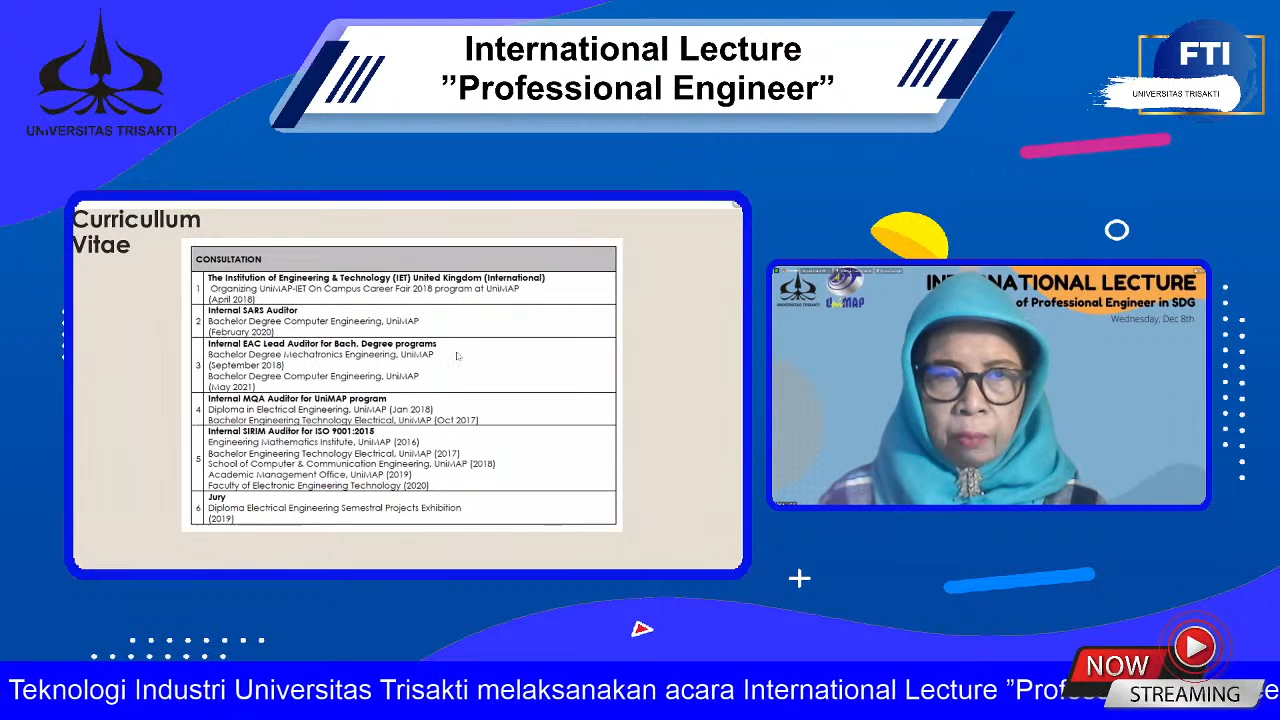 International Lecture
”Professional Engineer”
UNIVERSITAS TRISAKTI
FTI
UNIVERSITAS TRISAKTI
Curricullum
Vitae
CONSULTATION
1 The Institution of Engineering & Technology (IET) United Kingdom (International)
Organizing UniMAP-IET On Campus Career Fair 2018 program at UniMAP
(April 2018)
2 Internal SARS Auditor
Bachelor Degree Computer Engineering, UniMAP
(February 2020)
3 Internal EAC Lead Auditor for Bach. Degree programs
Bachelor Degree Mechatronics Engineering, UniMAP
(September 2018)
Bachelor Degree Computer Engineering, UniMAP
(May 2021)
4 Internal MQA Auditor for UniMAP program
Diploma in Electrical Engineering, UniMAP (Jan 2018)
Bachelor Engineering Technology Electrical, UniMAP (Oct 2017)
5 Internal SIRIM Auditor for ISO 9001:2015
Engineering Mathematics Institute, UniMAP (2016)
Bachelor Engineering Technology Electrical, UniMAP (2017)
School of Computer & Communication Engineering, UniMAP (2018)
Academic Management Office, UniMAP (2019)
Faculty of Electronic Engineering Technology (2020)
6 Jury
Diploma Electrical Engineering Semestral Projects Exhibition
(2019)
UNIVERSITAS TRISAKTI
UniMAP
NATIONAL LECTURE
of Professional Engineer in SDG
Wednesday, Dec 8th
Teknologi Industri Universitas Trisakti melaksanakan acara International Lecture
NOW
STREAMING